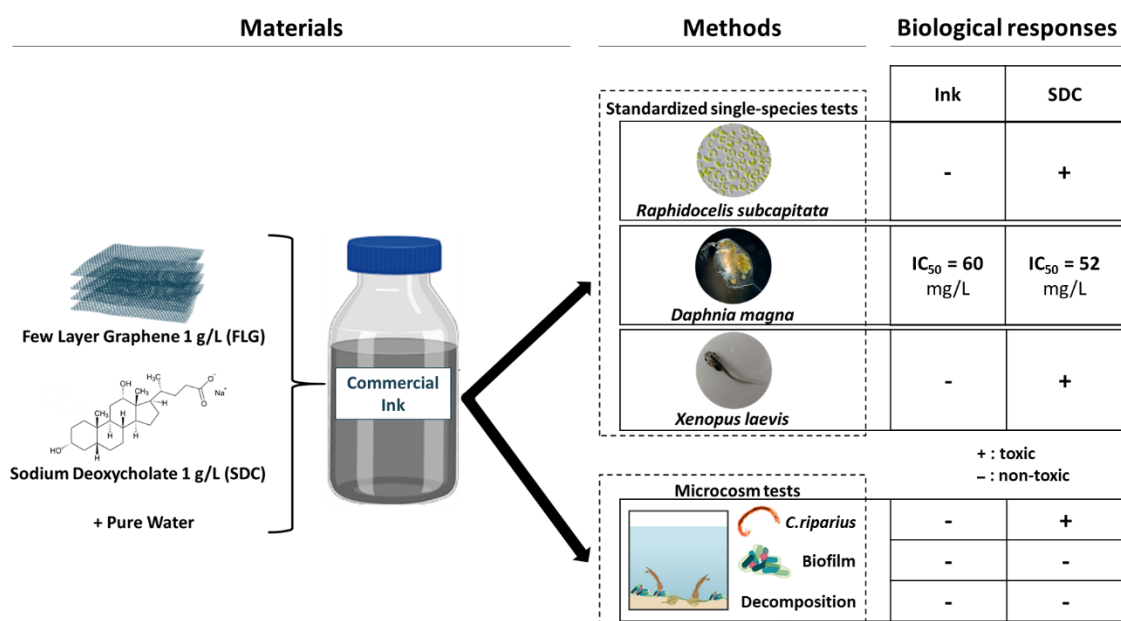 Materials
Methods
Biological responses
Few Layer Graphene 1 g/L (FLG)
OH
CH₃
H₃C
O⁻
Na⁺
O
CH₃
H
H
H
HO
H
H
Sodium Deoxycholate 1 g/L (SDC)
+ Pure Water
Commercial
Ink
Standardized single-species tests
Raphidocelis subcapitata
Daphnia magna
Xenopus laevis
Microcosm tests
C.riparius
Biofilm
Decomposition
Ink SDC
- +
IC₅₀ = 60 IC₅₀ = 52
mg/L mg/L
- +
+ : toxic
– : non-toxic
- +
- -
- -